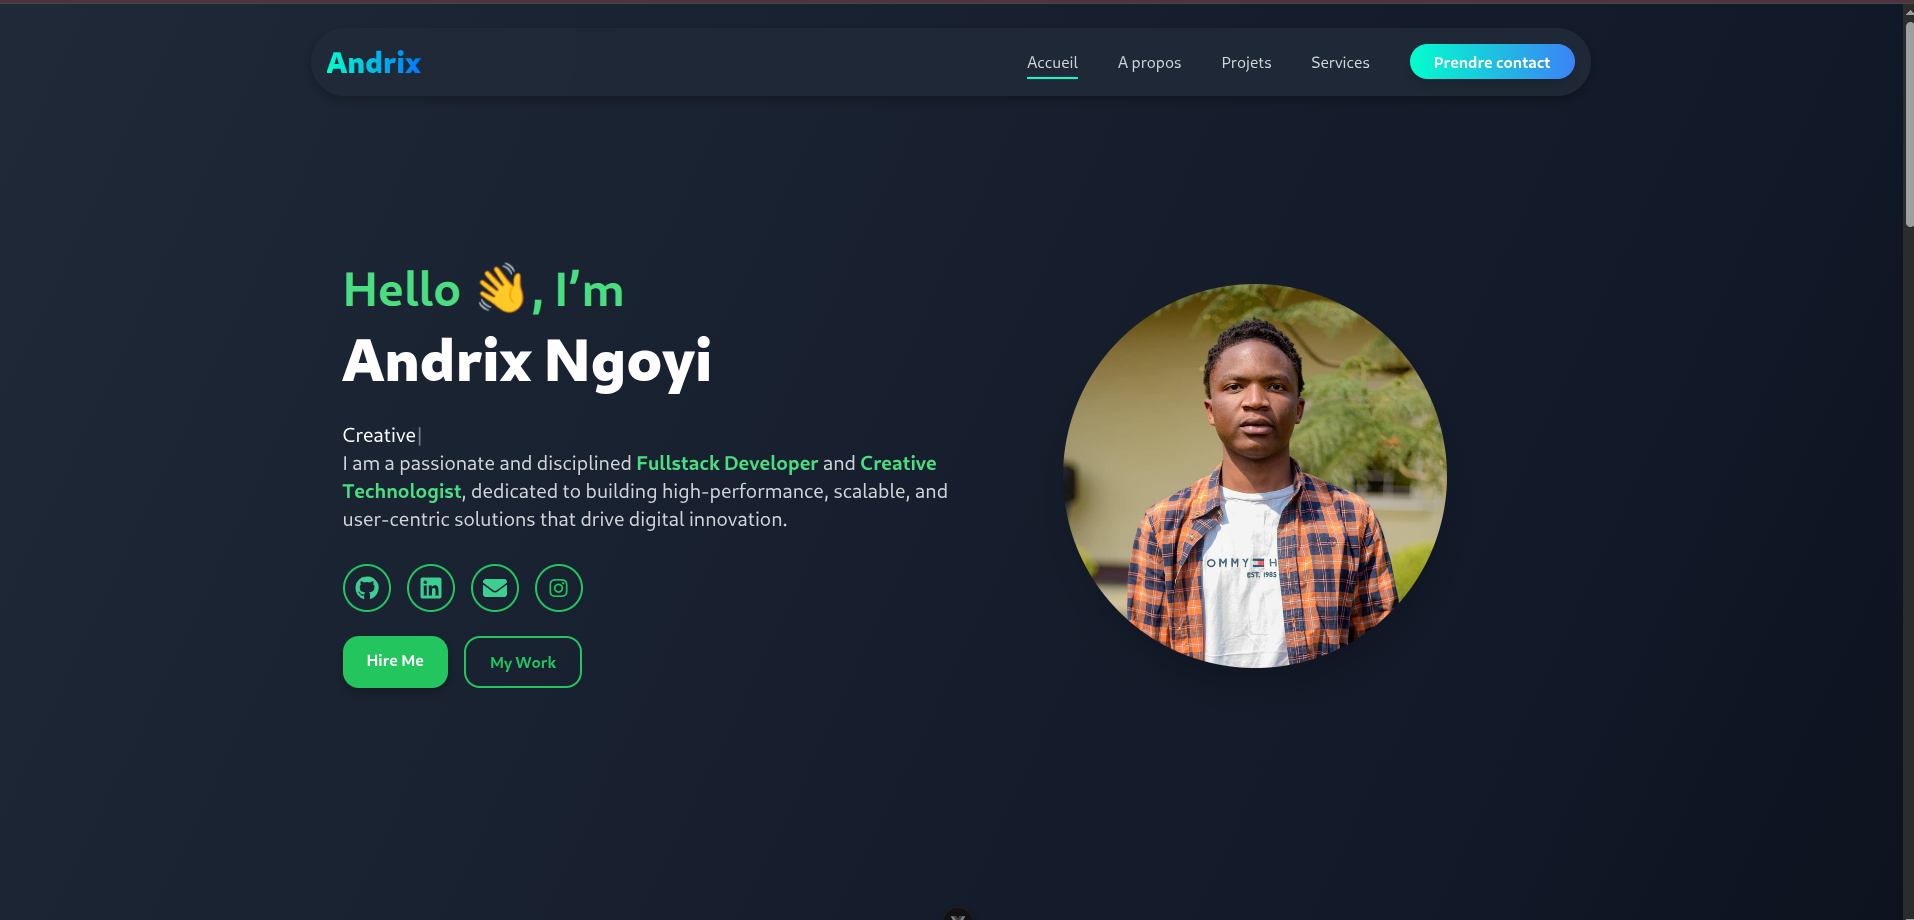 Andrix
Accueil
A propos
Projets
Services
Prendre contact
Hello 👋, I’m
Andrix Ngoyi
Creative|
I am a passionate and disciplined Fullstack Developer and Creative
Technologist, dedicated to building high-performance, scalable, and
user-centric solutions that drive digital innovation.
Hire Me
My Work
OMMY H
EST. 1985